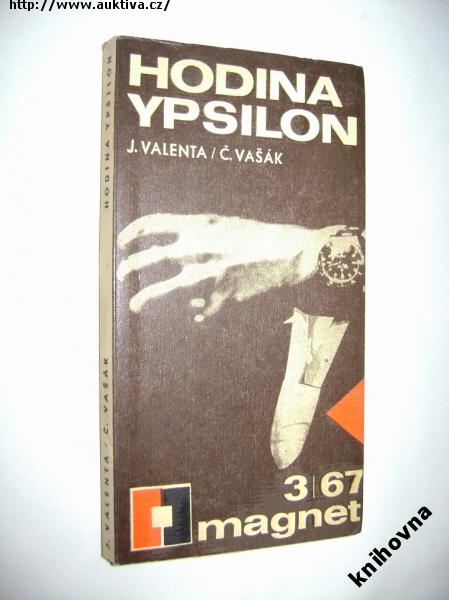 http://www.auktiva.cz/
HODINA
YPSILON
J. VALENTA / Č. VAŠÁK
3|67
magnet
J. VALENTA / Č. VAŠÁK HODINA YPSILON
knihovna